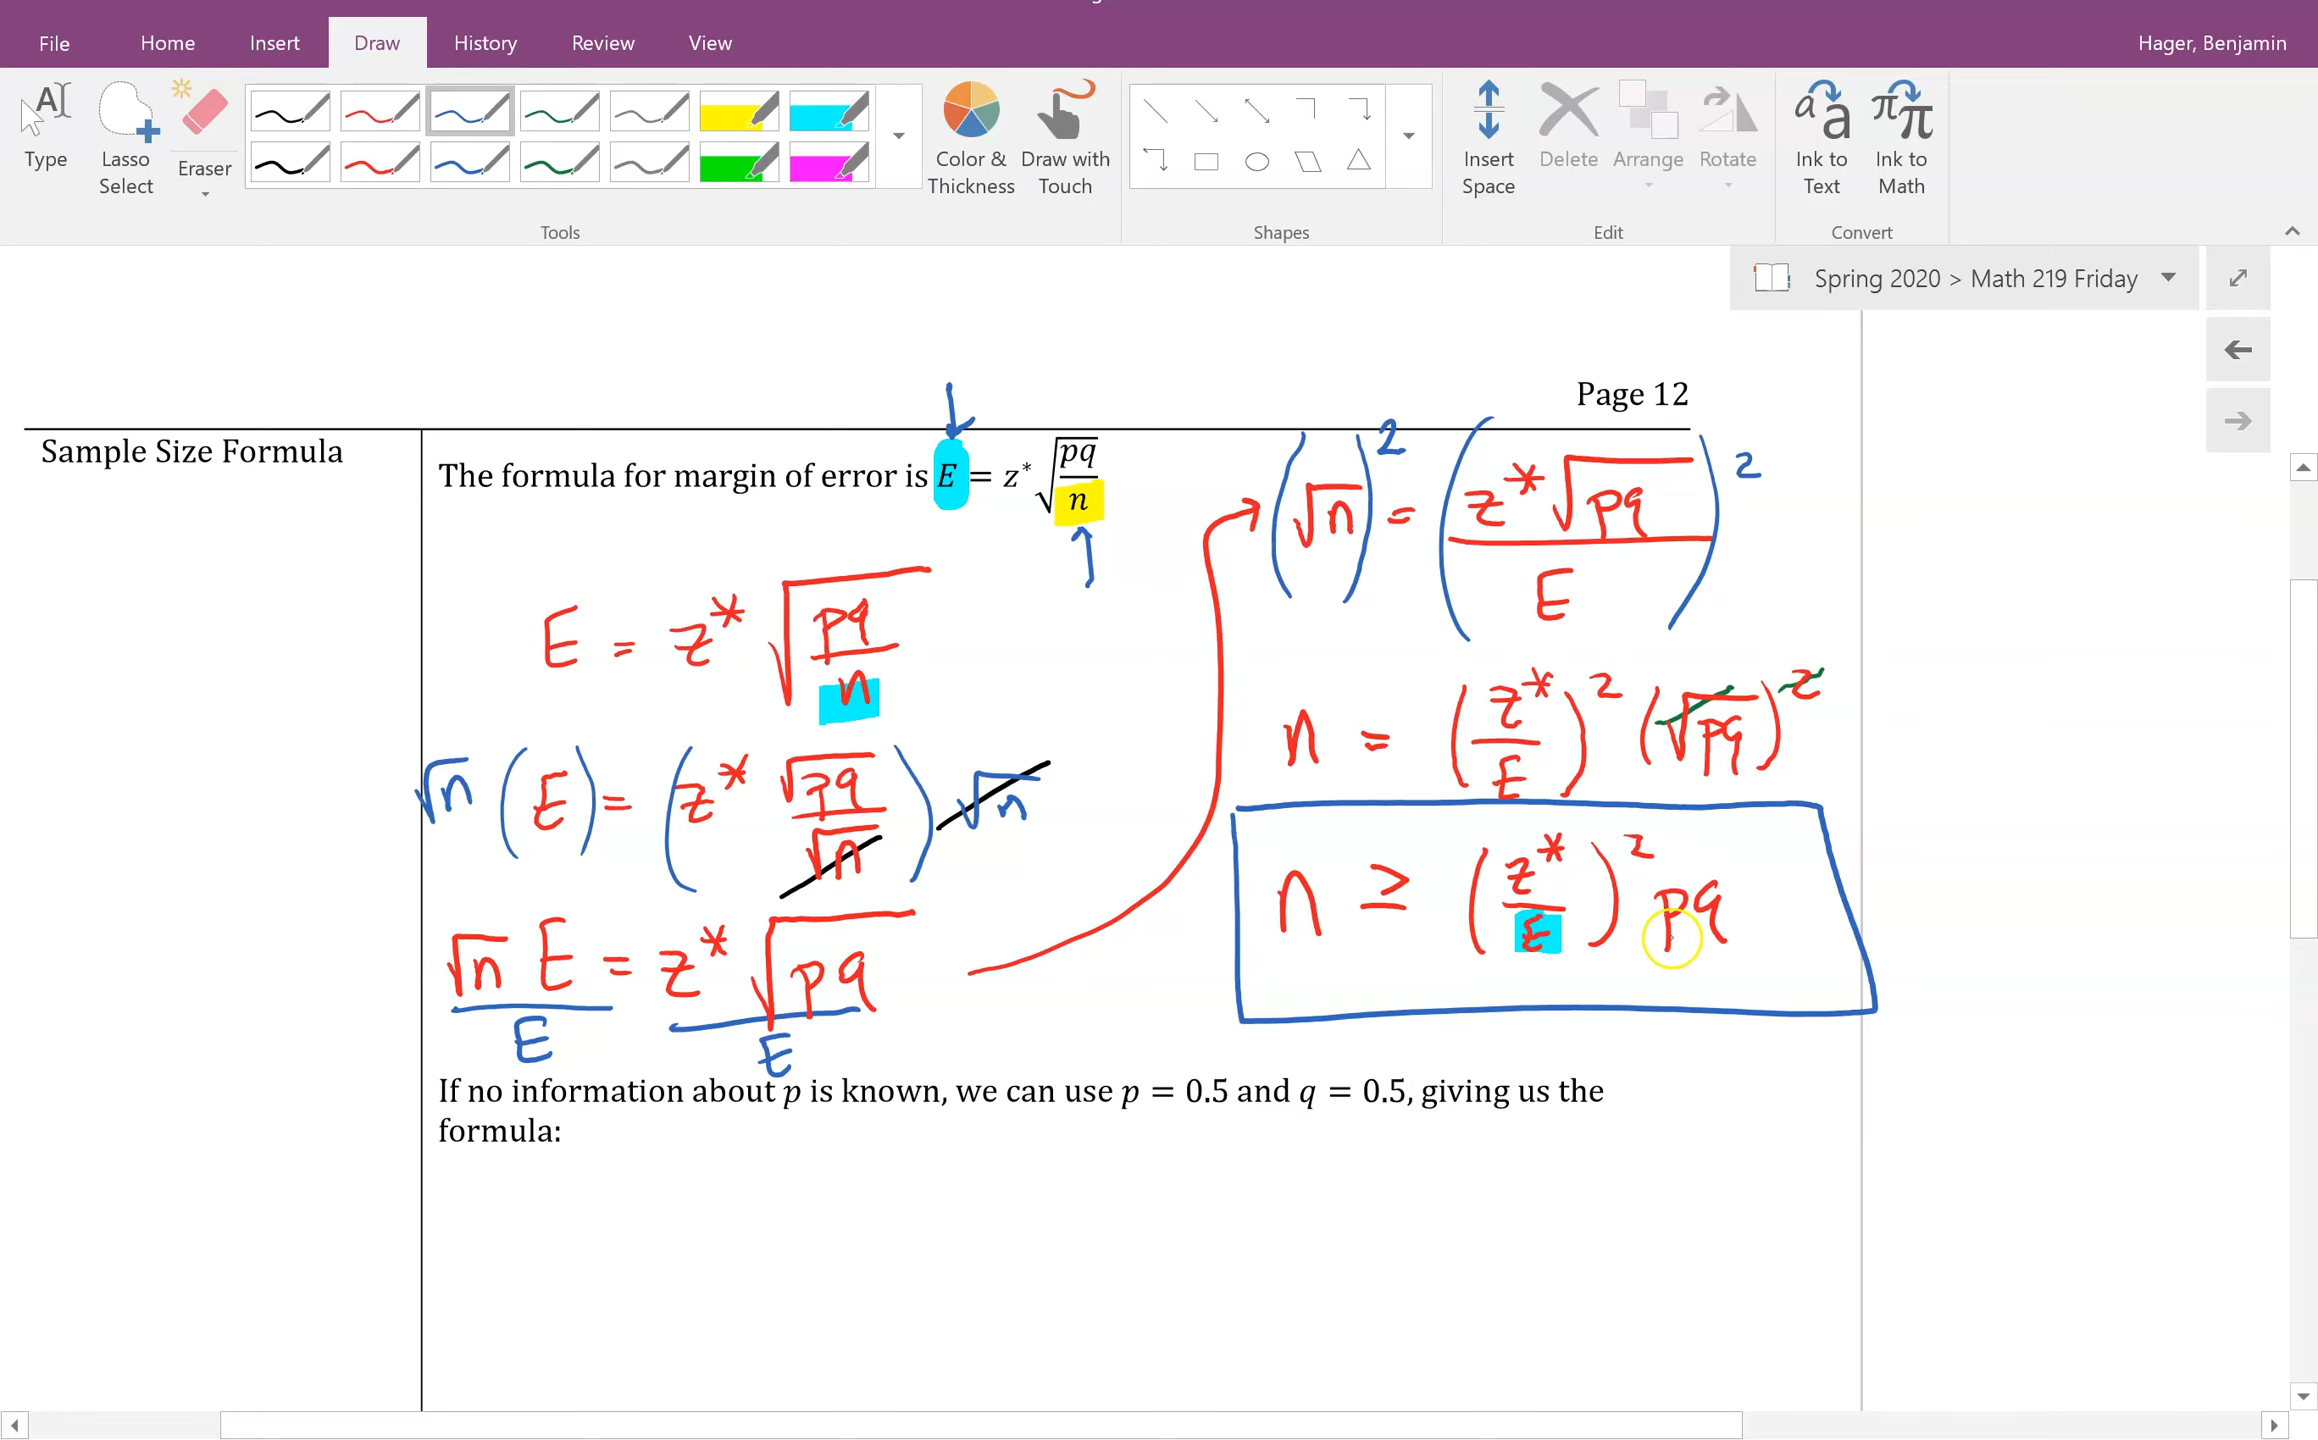 File Home Insert Draw History Review View Hager, Benjamin
Type Lasso Select Eraser Color & Thickness Draw with Touch Insert Space Delete Arrange Rotate Ink to Text Ink to Math
Tools Shapes Edit Convert
Spring 2020 > Math 219 Friday
Page 12
Sample Size Formula
The formula for margin of error is E = z* √(pq/n)
E = z* √(pq/n)
√n (E) = (z* √pq/√n) √n
√n E = z* √pq
E E
(√n)² = (z* √pq / E)²
n = (z*/E)² (√pq)²
n ≥ (z*/E)² pq
If no information about p is known, we can use p = 0.5 and q = 0.5, giving us the
formula: